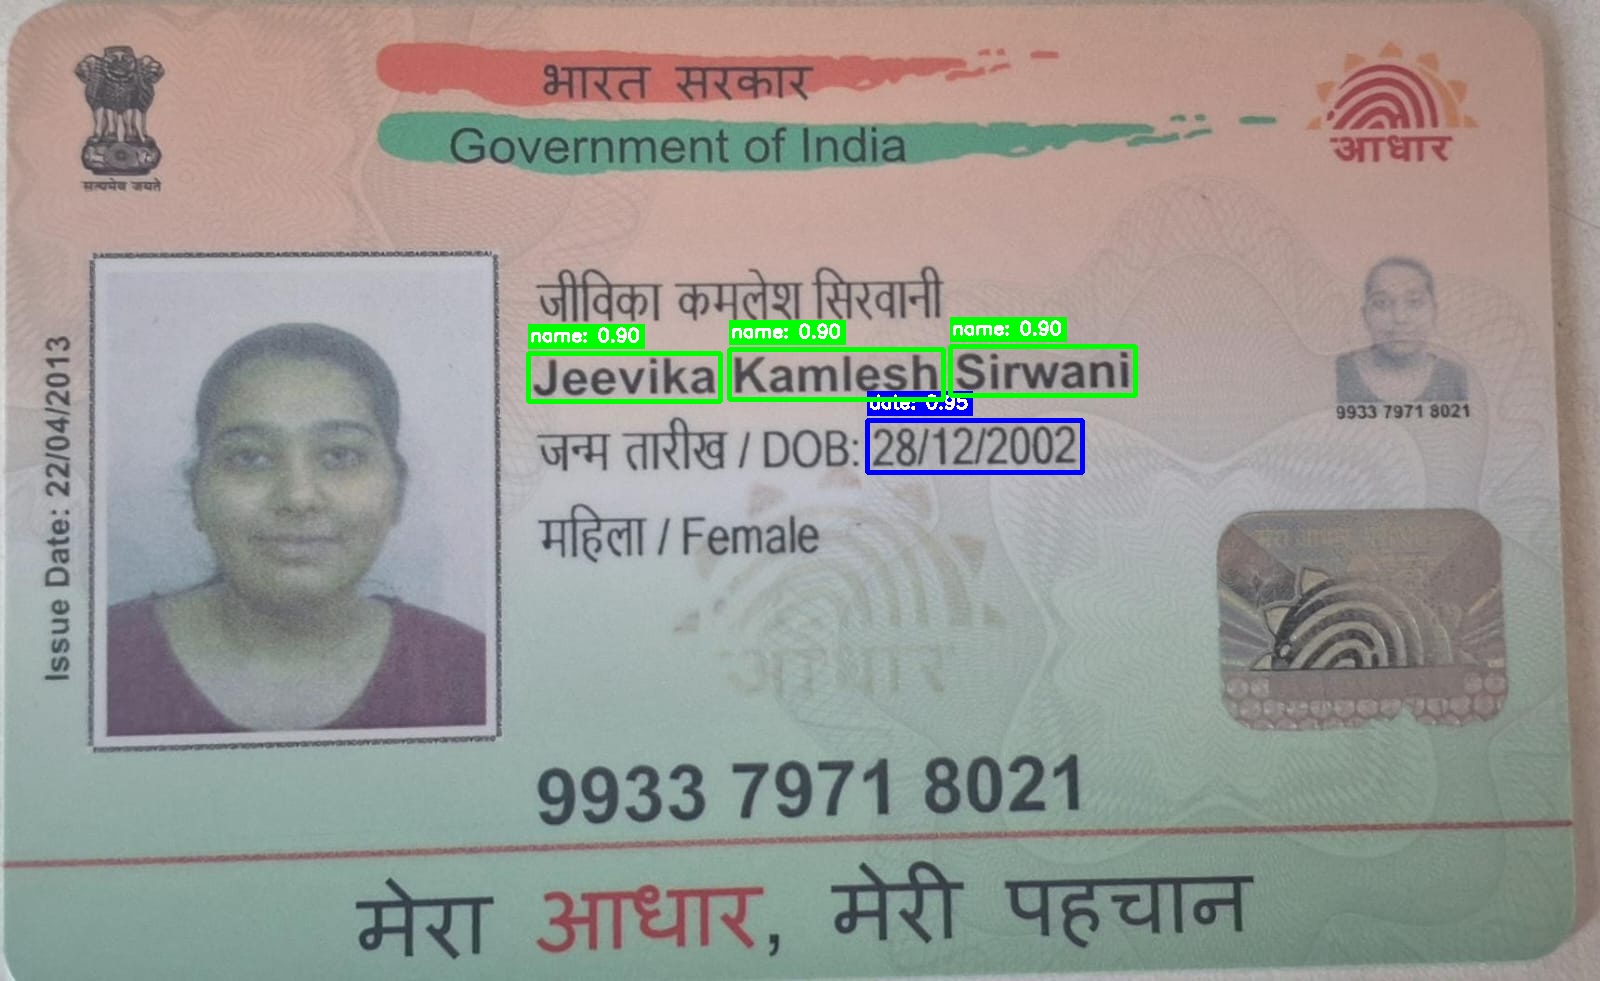 भारत सरकार
Government of India
सत्यमेव जयते
आधार
जीविका कमलेश सिरवानी
name: 0.90 name: 0.90 name: 0.90
Jeevika Kamlesh Sirwani
date: 0.95
जन्म तारीख / DOB: 28/12/2002
महिला / Female
Issue Date: 22/04/2013
9933 7971 8021
आधार
9933 7971 8021
मेरा आधार, मेरी पहचान